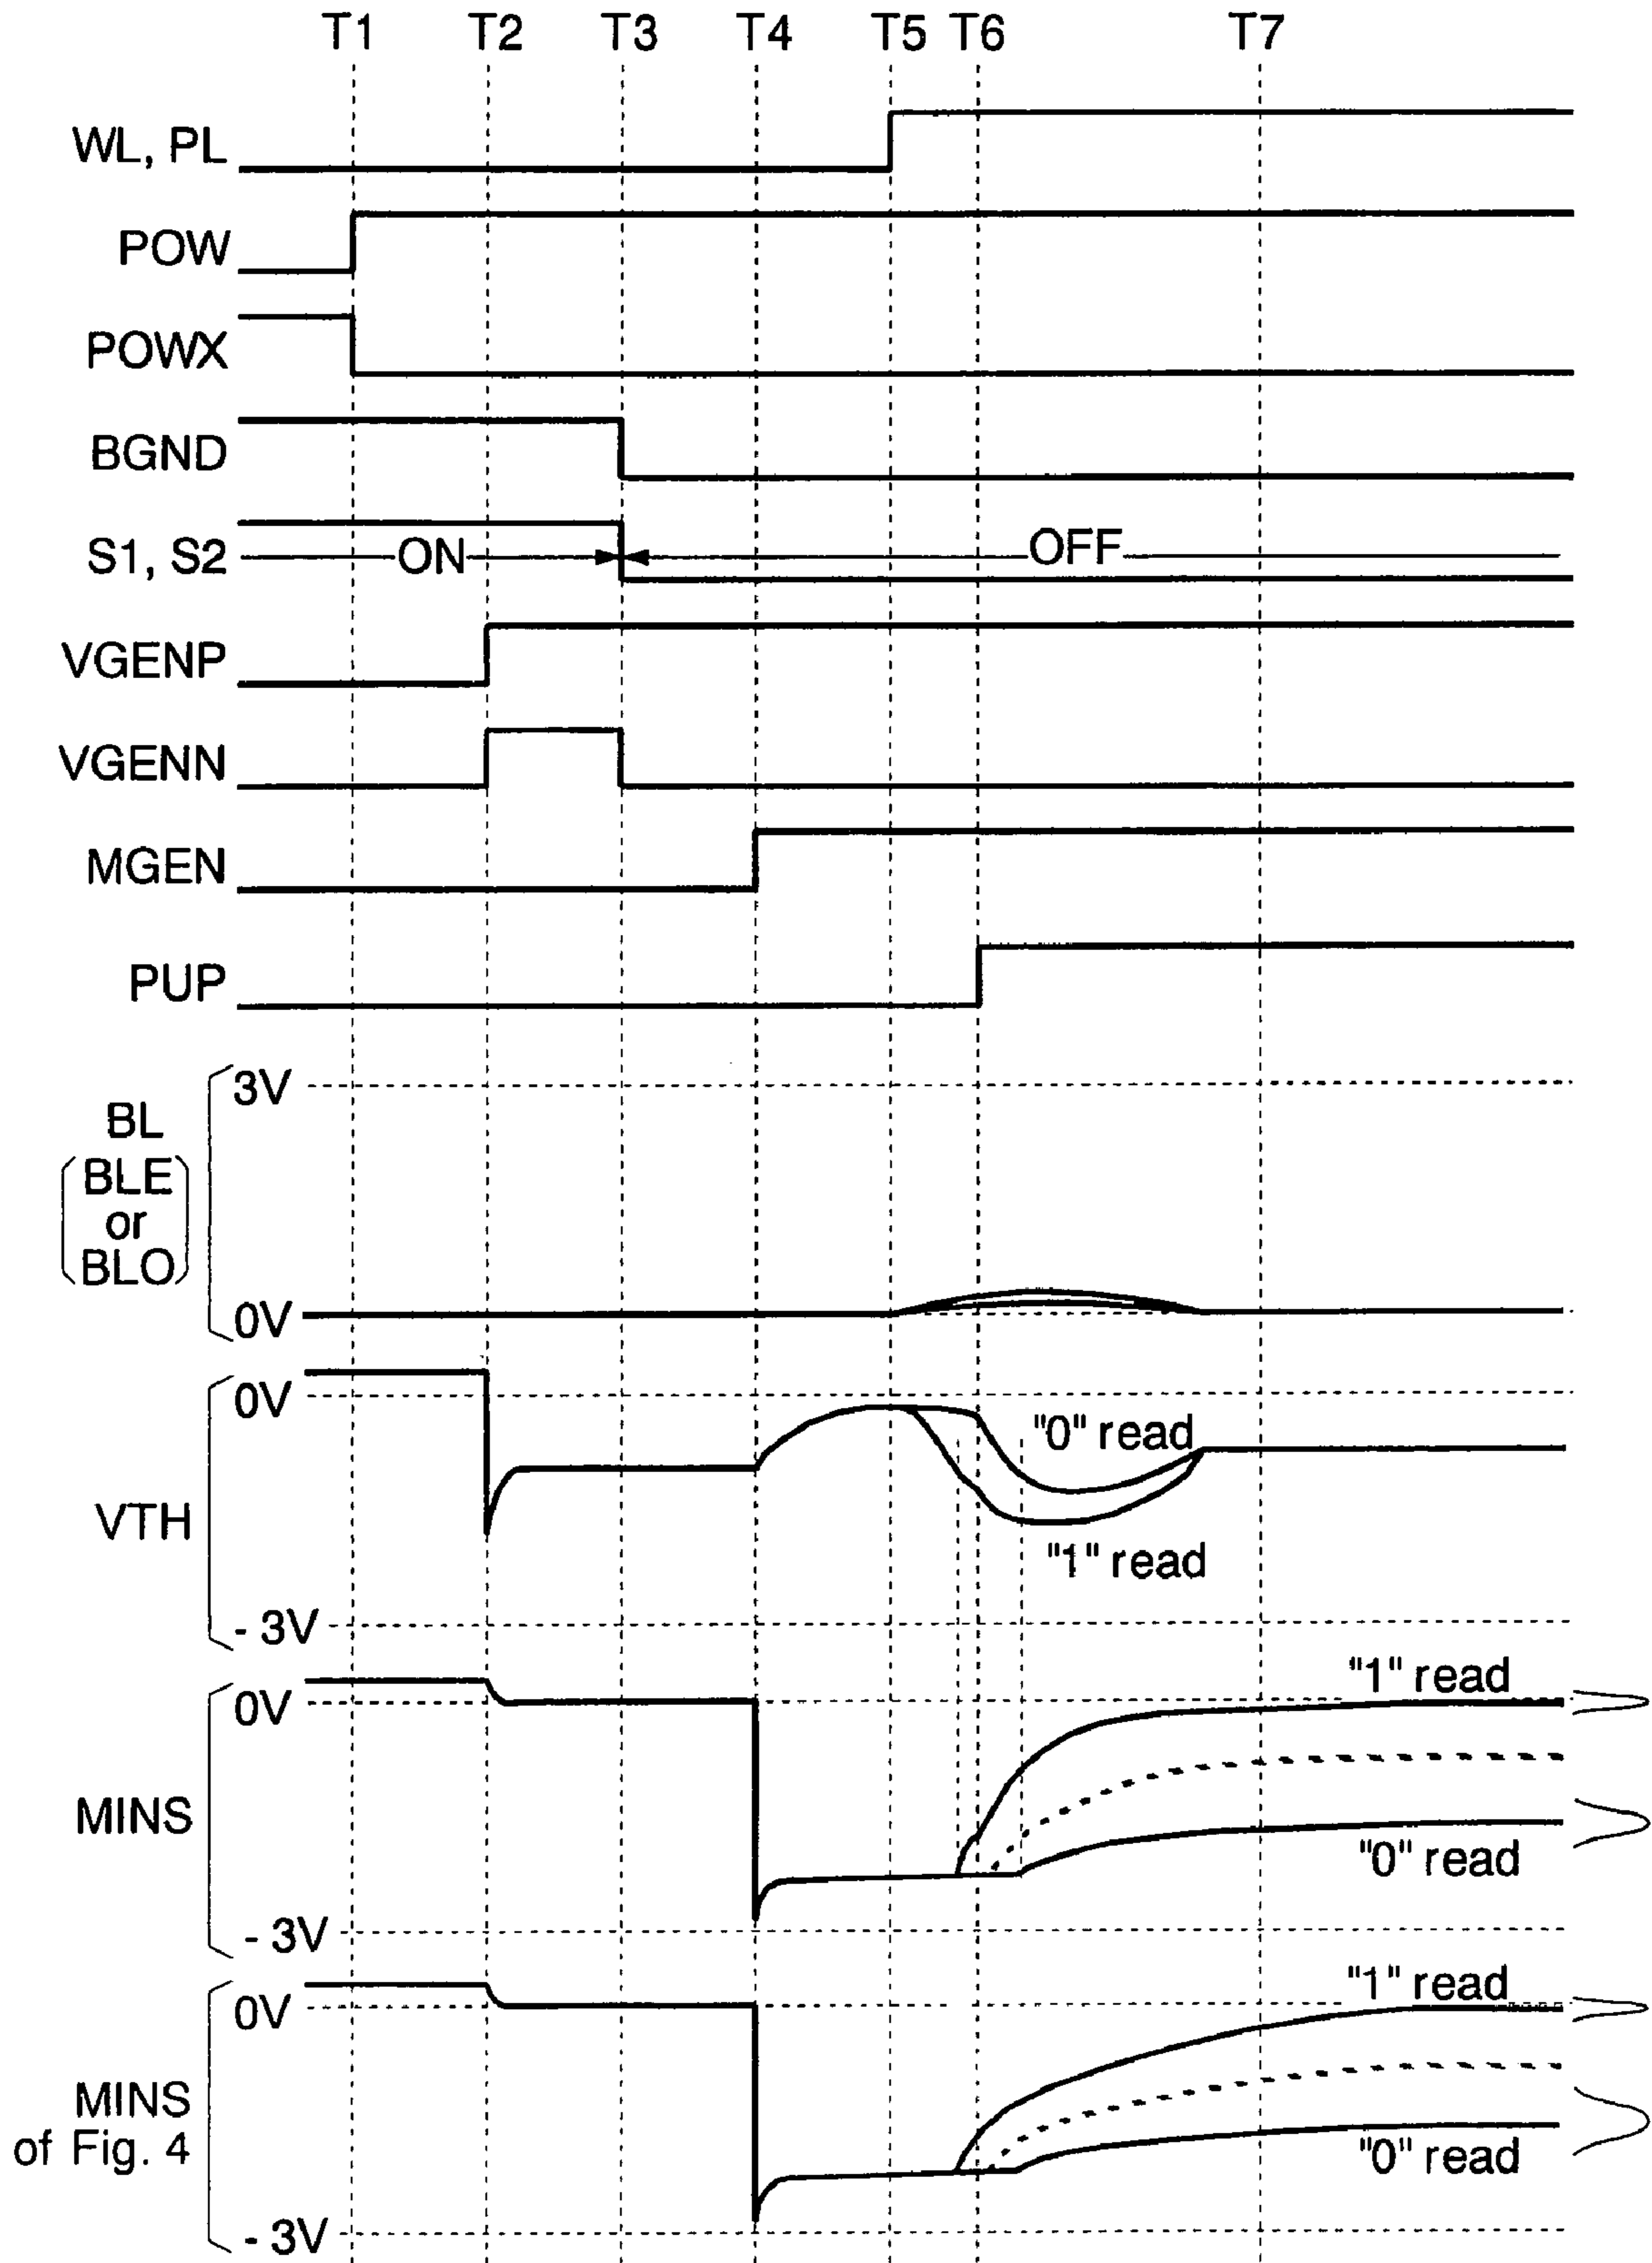 T1 T2 T3 T4 T5 T6 T7
WL, PL
POW
POWX
BGND
S1, S2 ON OFF
VGENP
VGENN
MGEN
PUP
3V
BL
BLE
or
BLO
0V
0V
"0" read
VTH
"1" read
- 3V
"1" read
0V
MINS
"0" read
- 3V
"1" read
0V
MINS
of Fig. 4
"0" read
- 3V